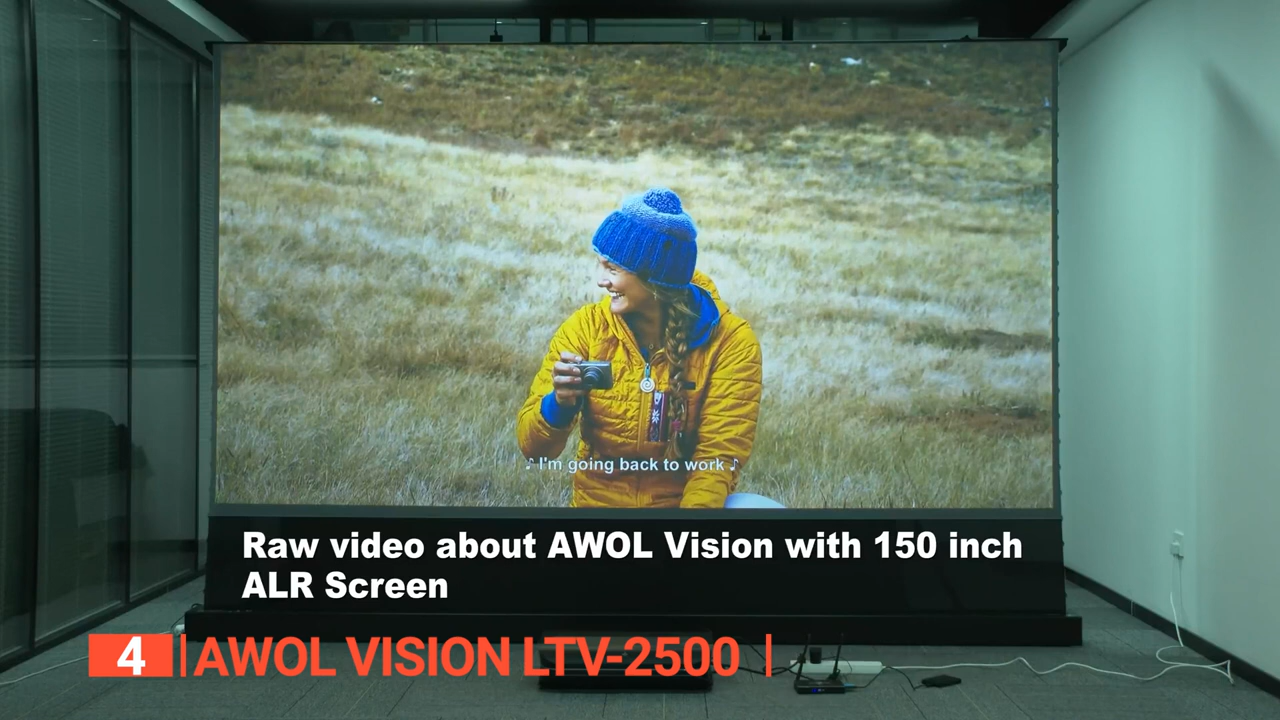 ♪ I'm going back to work ♪
Raw video about AWOL Vision with 150 inch
ALR Screen
4 AWOL VISION LTV-2500